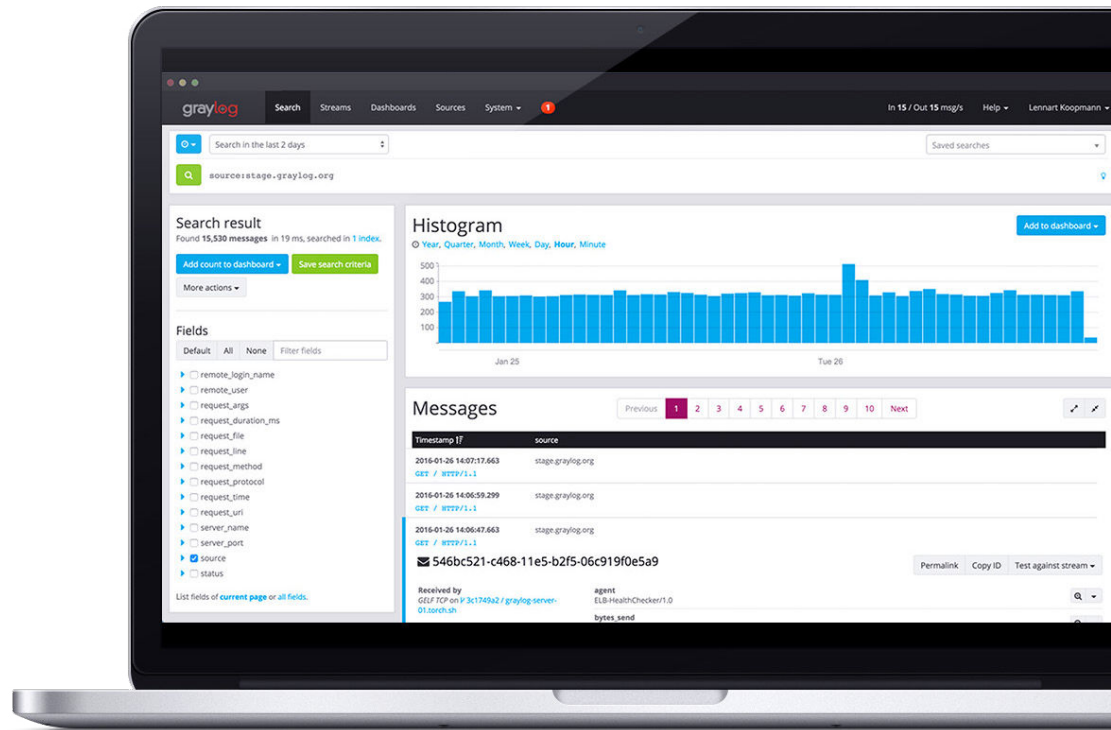 graylog Search Streams Dashboards Sources System 1 In 15 / Out 15 msg/s Help Lennart Koopmann
Search in the last 2 days Saved searches
source:stage.graylog.org
Search result
Found 15,530 messages in 19 ms, searched in 1 index.
Add count to dashboard Save search criteria
More actions
Fields
Default All None Filter fields
remote_login_name
remote_user
request_args
request_duration_ms
request_file
request_line
request_method
request_protocol
request_time
request_uri
server_name
server_port
source
status
List fields of current page or all fields.
Histogram Add to dashboard
Year, Quarter, Month, Week, Day, Hour, Minute
500
400
300
200
100
Jan 25 Tue 26
Messages Previous 1 2 3 4 5 6 7 8 9 10 Next
Timestamp source
2016-01-26 14:07:17.663 stage.graylog.org
GET / HTTP/1.1
2016-01-26 14:06:59.299 stage.graylog.org
GET / HTTP/1.1
2016-01-26 14:06:47.663 stage.graylog.org
GET / HTTP/1.1
546bc521-c468-11e5-b2f5-06c919f0e5a9 Permalink Copy ID Test against stream
Received by agent
GELF TCP on 3c1749a2 / graylog-server- ELB-HealthChecker/1.0
01.torch.sh bytes_send